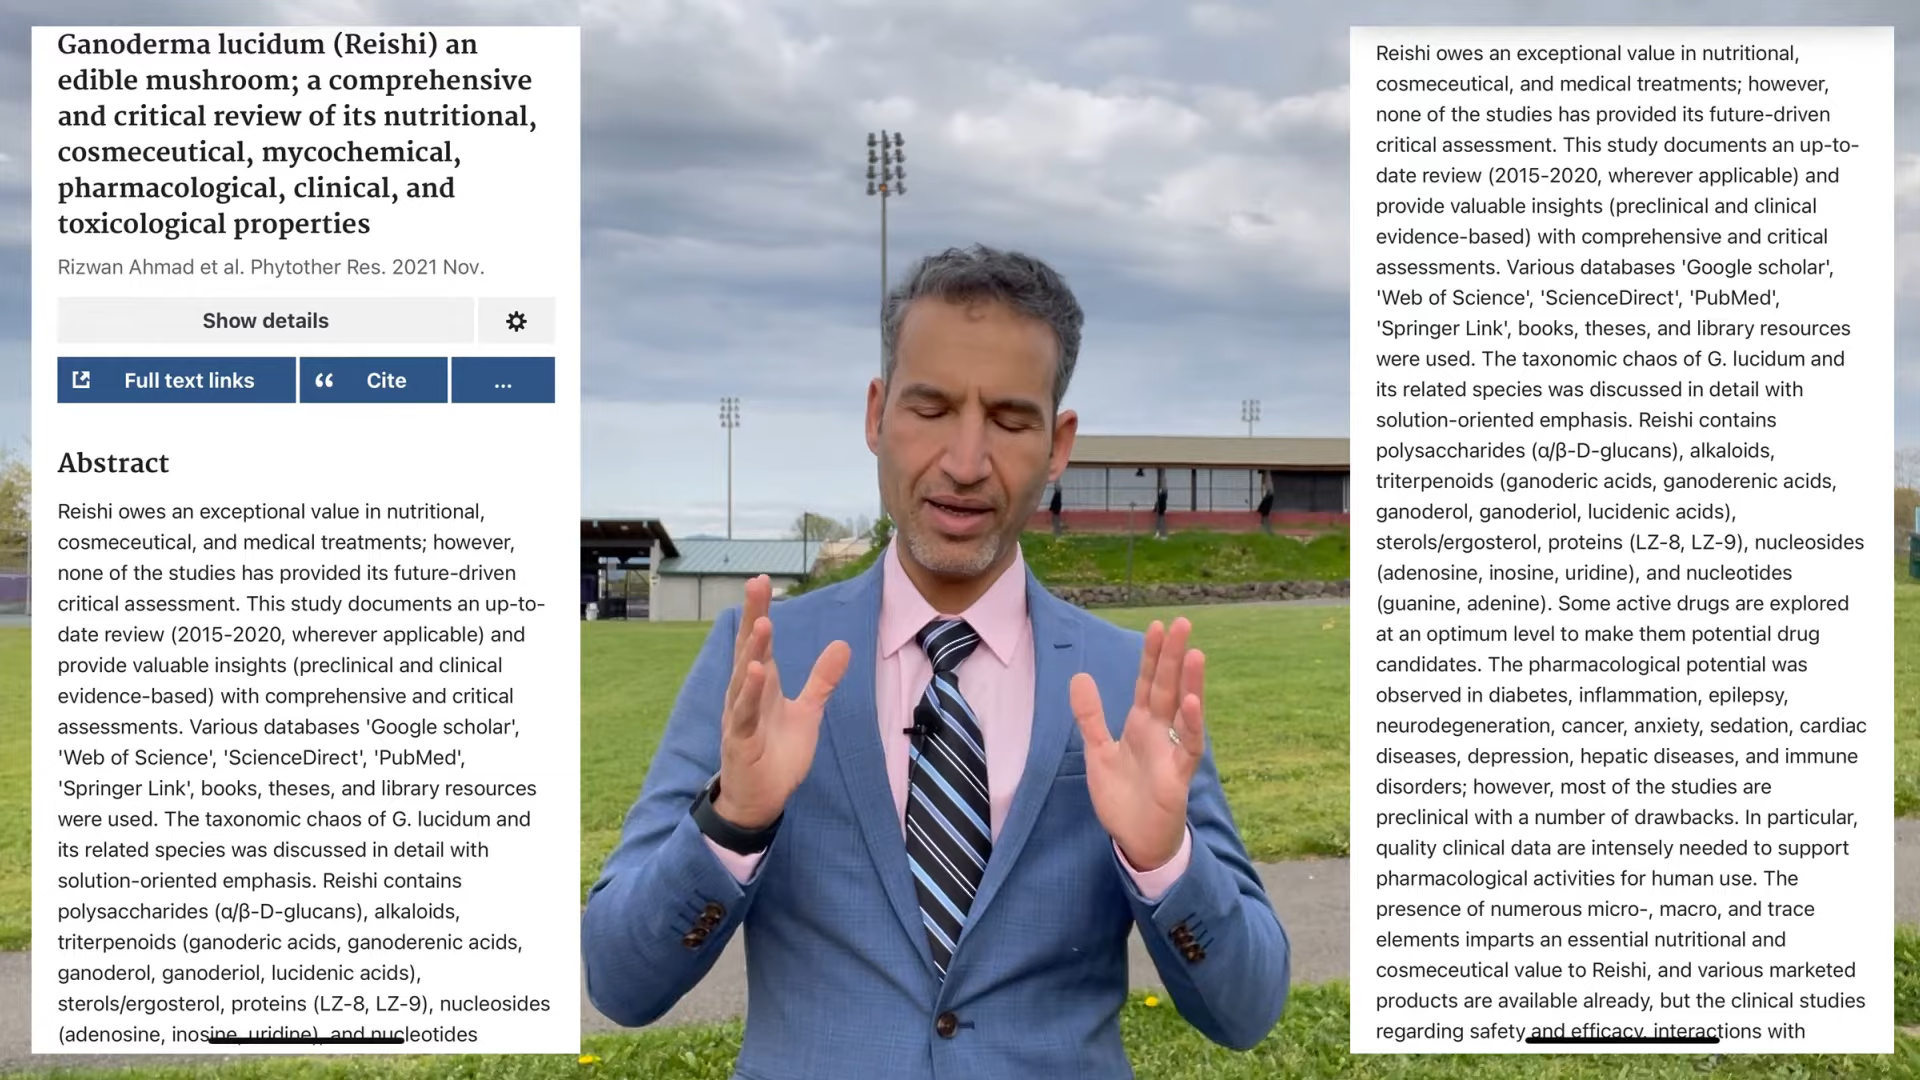 Ganoderma lucidum (Reishi) an
edible mushroom; a comprehensive
and critical review of its nutritional,
cosmeceutical, mycochemical,
pharmacological, clinical, and
toxicological properties
Rizwan Ahmad et al. Phytother Res. 2021 Nov.
Show details
Full text links
Cite
...
Abstract
Reishi owes an exceptional value in nutritional,
cosmeceutical, and medical treatments; however,
none of the studies has provided its future-driven
critical assessment. This study documents an up-to-
date review (2015-2020, wherever applicable) and
provide valuable insights (preclinical and clinical
evidence-based) with comprehensive and critical
assessments. Various databases 'Google scholar',
'Web of Science', 'ScienceDirect', 'PubMed',
'Springer Link', books, theses, and library resources
were used. The taxonomic chaos of G. lucidum and
its related species was discussed in detail with
solution-oriented emphasis. Reishi contains
polysaccharides (α/β-D-glucans), alkaloids,
triterpenoids (ganoderic acids, ganoderenic acids,
ganoderol, ganoderiol, lucidenic acids),
sterols/ergosterol, proteins (LZ-8, LZ-9), nucleosides
(adenosine, inosine, uridine), and nucleotides
Reishi owes an exceptional value in nutritional,
cosmeceutical, and medical treatments; however,
none of the studies has provided its future-driven
critical assessment. This study documents an up-to-
date review (2015-2020, wherever applicable) and
provide valuable insights (preclinical and clinical
evidence-based) with comprehensive and critical
assessments. Various databases 'Google scholar',
'Web of Science', 'ScienceDirect', 'PubMed',
'Springer Link', books, theses, and library resources
were used. The taxonomic chaos of G. lucidum and
its related species was discussed in detail with
solution-oriented emphasis. Reishi contains
polysaccharides (α/β-D-glucans), alkaloids,
triterpenoids (ganoderic acids, ganoderenic acids,
ganoderol, ganoderiol, lucidenic acids),
sterols/ergosterol, proteins (LZ-8, LZ-9), nucleosides
(adenosine, inosine, uridine), and nucleotides
(guanine, adenine). Some active drugs are explored
at an optimum level to make them potential drug
candidates. The pharmacological potential was
observed in diabetes, inflammation, epilepsy,
neurodegeneration, cancer, anxiety, sedation, cardiac
diseases, depression, hepatic diseases, and immune
disorders; however, most of the studies are
preclinical with a number of drawbacks. In particular,
quality clinical data are intensely needed to support
pharmacological activities for human use. The
presence of numerous micro-, macro, and trace
elements imparts an essential nutritional and
cosmeceutical value to Reishi, and various marketed
products are available already, but the clinical studies
regarding safety and efficacy, interactions with